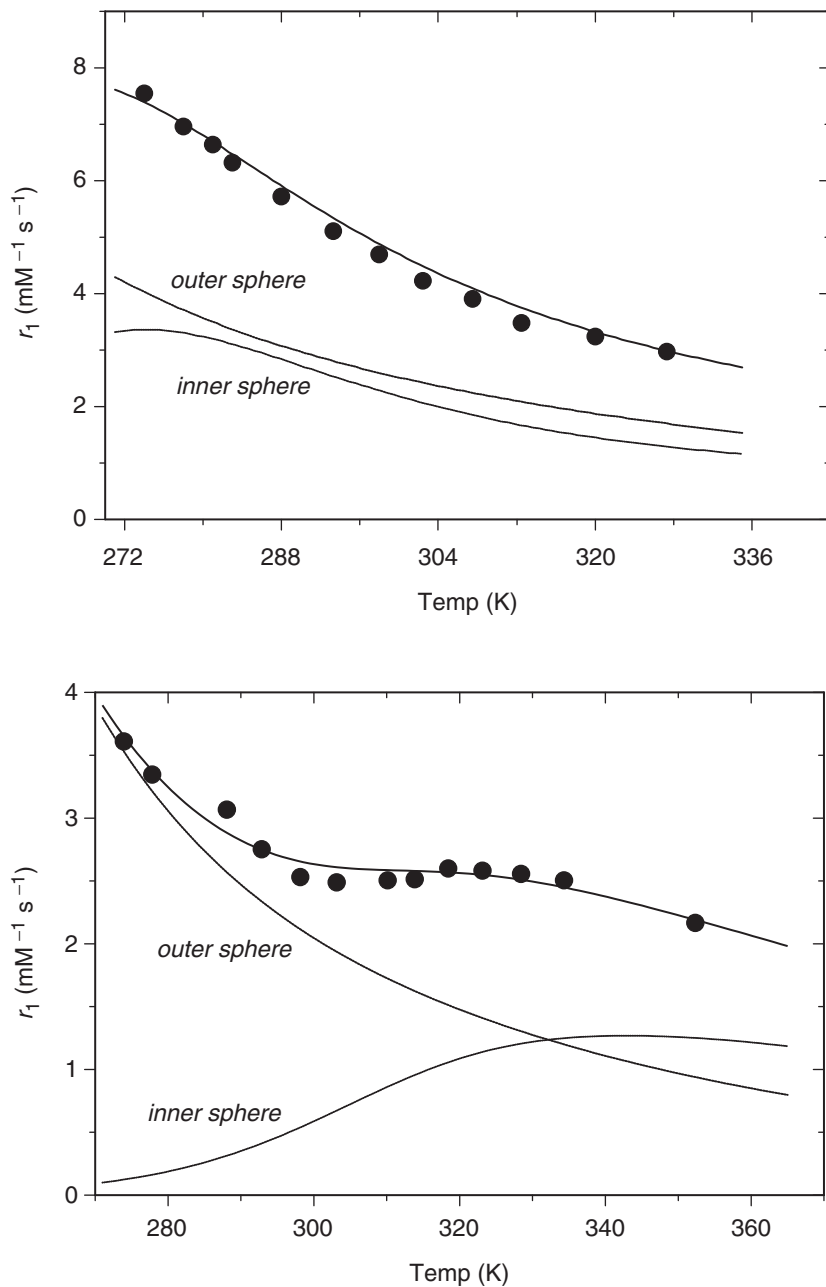 8
6
4
2
0
r1 (mM −1 s −1)
outer sphere
inner sphere
272 288 304 320 336
Temp (K)
4
3
2
1
0
r1 (mM −1 s −1)
outer sphere
inner sphere
280 300 320 340 360
Temp (K)